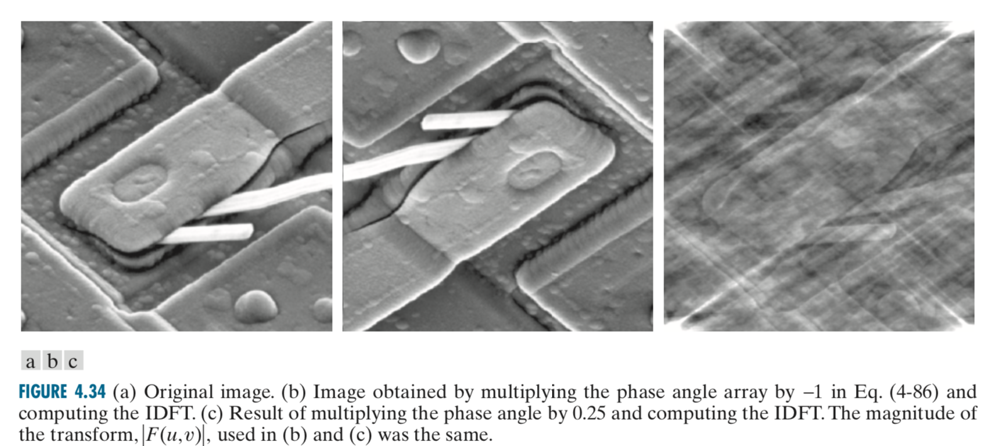 a b c
FIGURE 4.34 (a) Original image. (b) Image obtained by multiplying the phase angle array by −1 in Eq. (4-86) and
computing the IDFT. (c) Result of multiplying the phase angle by 0.25 and computing the IDFT. The magnitude of
the transform, |F(u,v)|, used in (b) and (c) was the same.